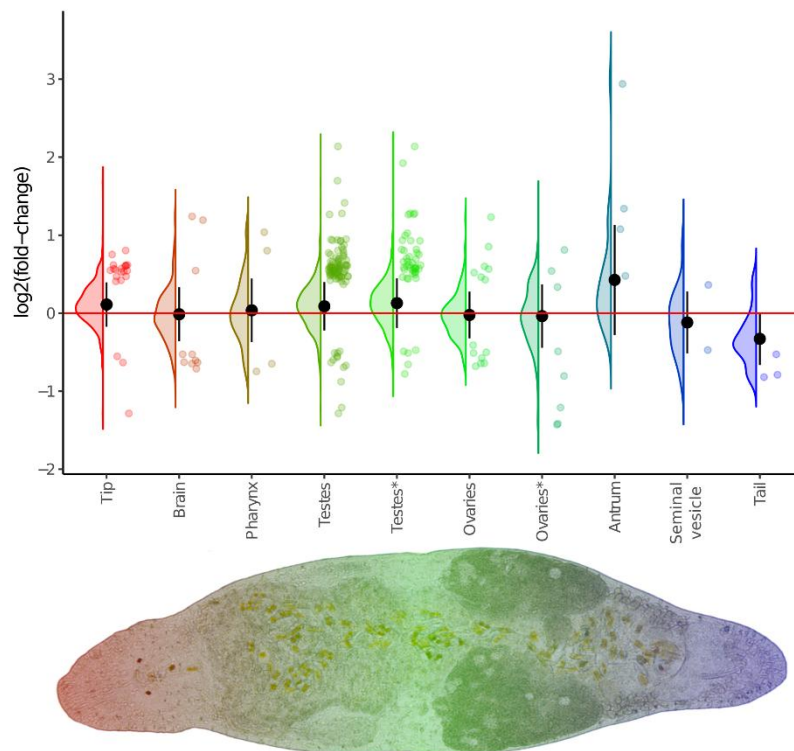 log2(fold−change)
3
2
1
0
−1
−2
Tip
Brain
Pharynx
Testes
Testes*
Ovaries
Ovaries*
Antrum
Seminal
vesicle
Tail